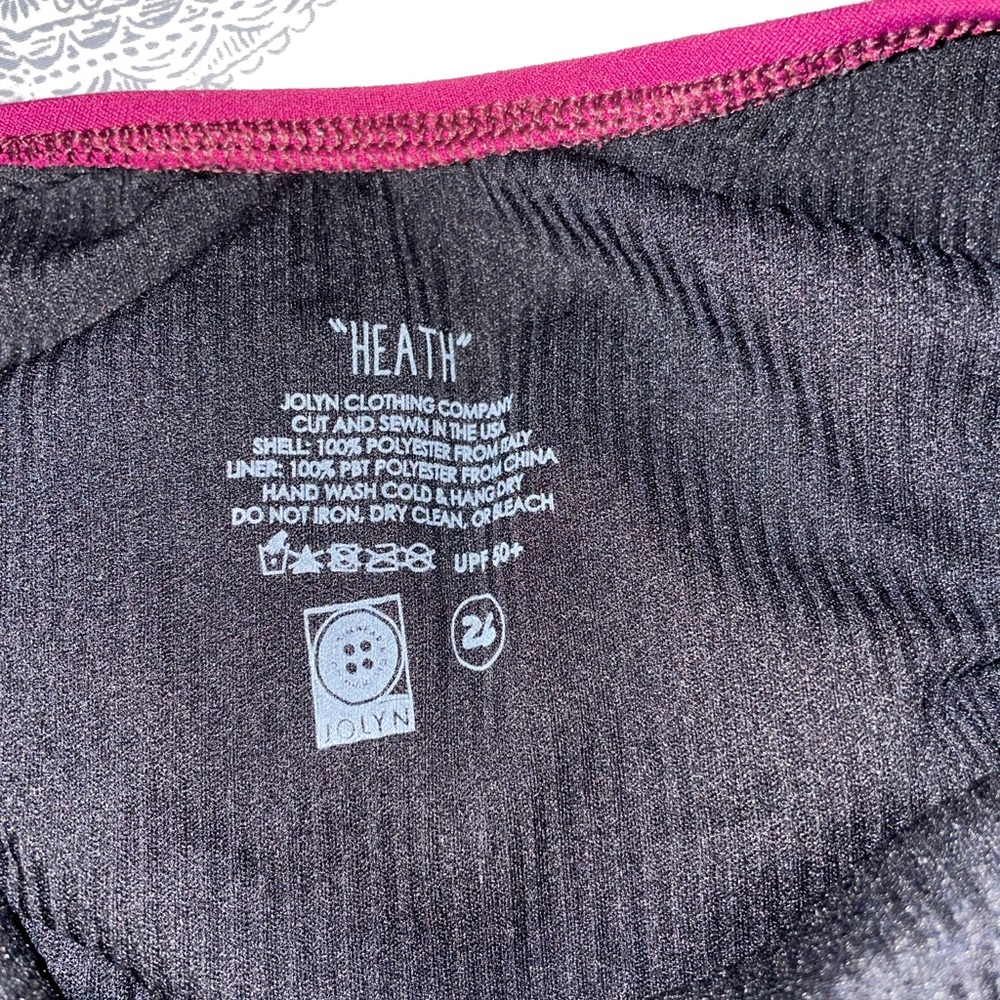 "HEATH"
JOLYN CLOTHING COMPANY
CUT AND SEWN IN THE USA
SHELL: 100% POLYESTER FROM ITALY
LINER: 100% PBT POLYESTER FROM CHINA
HAND WASH COLD & HANG DRY
DO NOT IRON, DRY CLEAN, OR BLEACH
UPF 50+
26
JOLYN